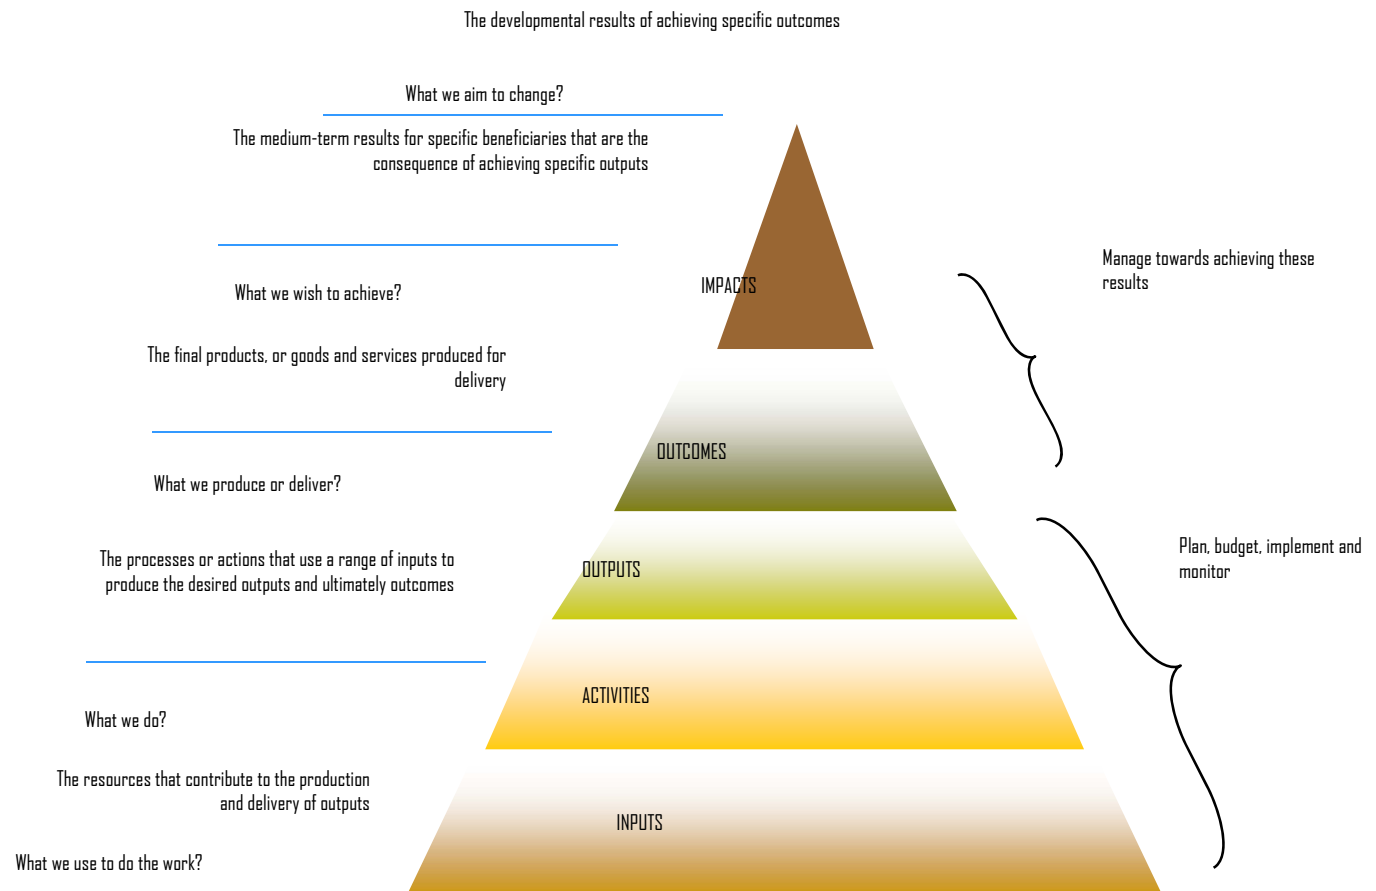 The developmental results of achieving specific outcomes
What we aim to change?
The medium-term results for specific beneficiaries that are the
consequence of achieving specific outputs
Manage towards achieving these
results
IMPACTS
What we wish to achieve?
The final products, or goods and services produced for
delivery
OUTCOMES
What we produce or deliver?
Plan, budget, implement and
monitor
The processes or actions that use a range of inputs to
produce the desired outputs and ultimately outcomes
OUTPUTS
ACTIVITIES
What we do?
The resources that contribute to the production
and delivery of outputs
INPUTS
What we use to do the work?